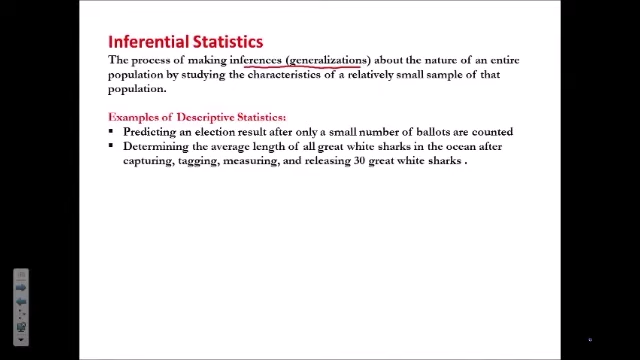 Inferential Statistics
The process of making inferences (generalizations) about the nature of an entire
population by studying the characteristics of a relatively small sample of that
population.
Examples of Descriptive Statistics:
▪ Predicting an election result after only a small number of ballots are counted
▪ Determining the average length of all great white sharks in the ocean after
capturing, tagging, measuring, and releasing 30 great white sharks .